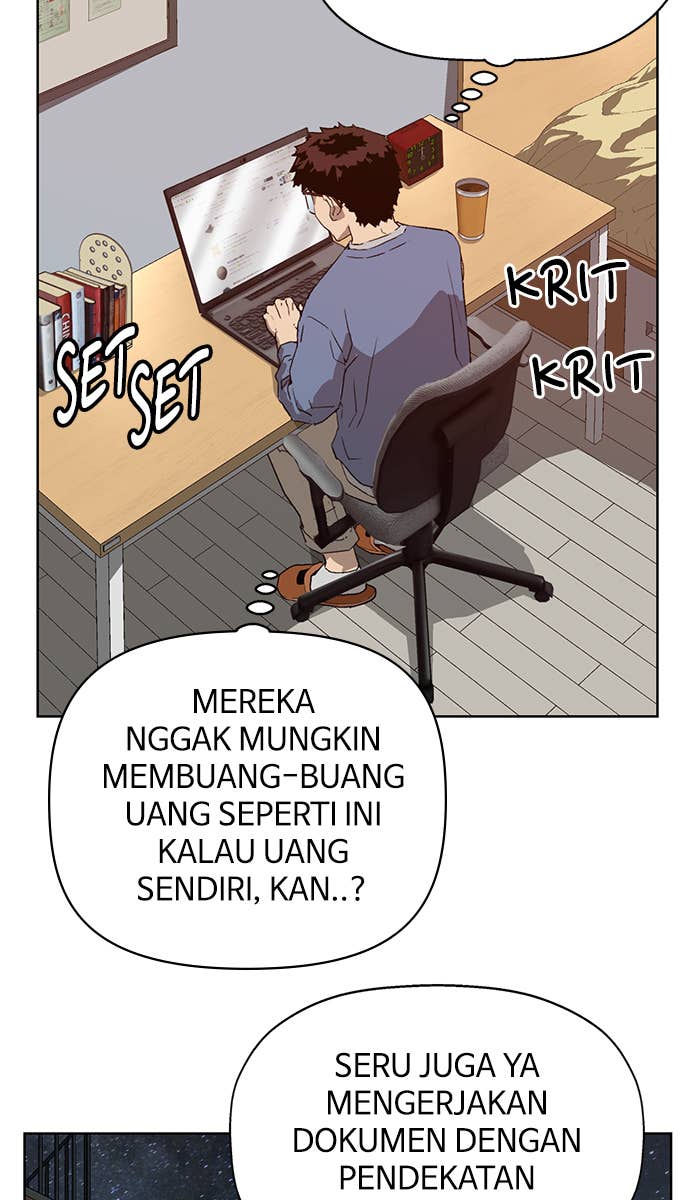 KRIT
SET
SET
KRIT
MEREKA
NGGAK MUNGKIN
MEMBUANG-BUANG
UANG SEPERTI INI
KALAU UANG
SENDIRI, KAN..?
SERU JUGA YA
MENGERJAKAN
DOKUMEN DENGAN
PENDEKATAN